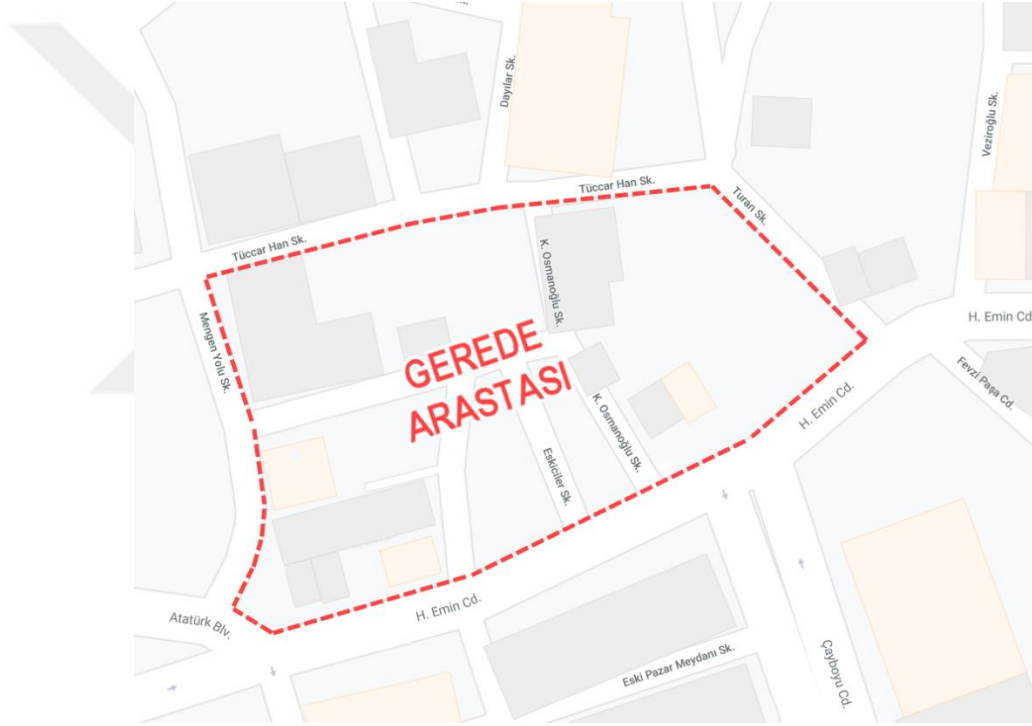 Dayılar Sk.
Veziroğlu Sk.
Tüccar Han Sk.
Turan Sk.
Tüccar Han Sk.
K. Osmanoğlu Sk.
H. Emin Cd
Mengen Yolu Sk.
GEREDE
ARASTASI
Fevzi Paşa Cd.
H. Emin Cd.
K. Osmanoğlu Sk.
Eskiciler Sk.
H. Emin Cd.
Atatürk Blv.
Eski Pazar Meydanı Sk.
Çayboyu Cd.